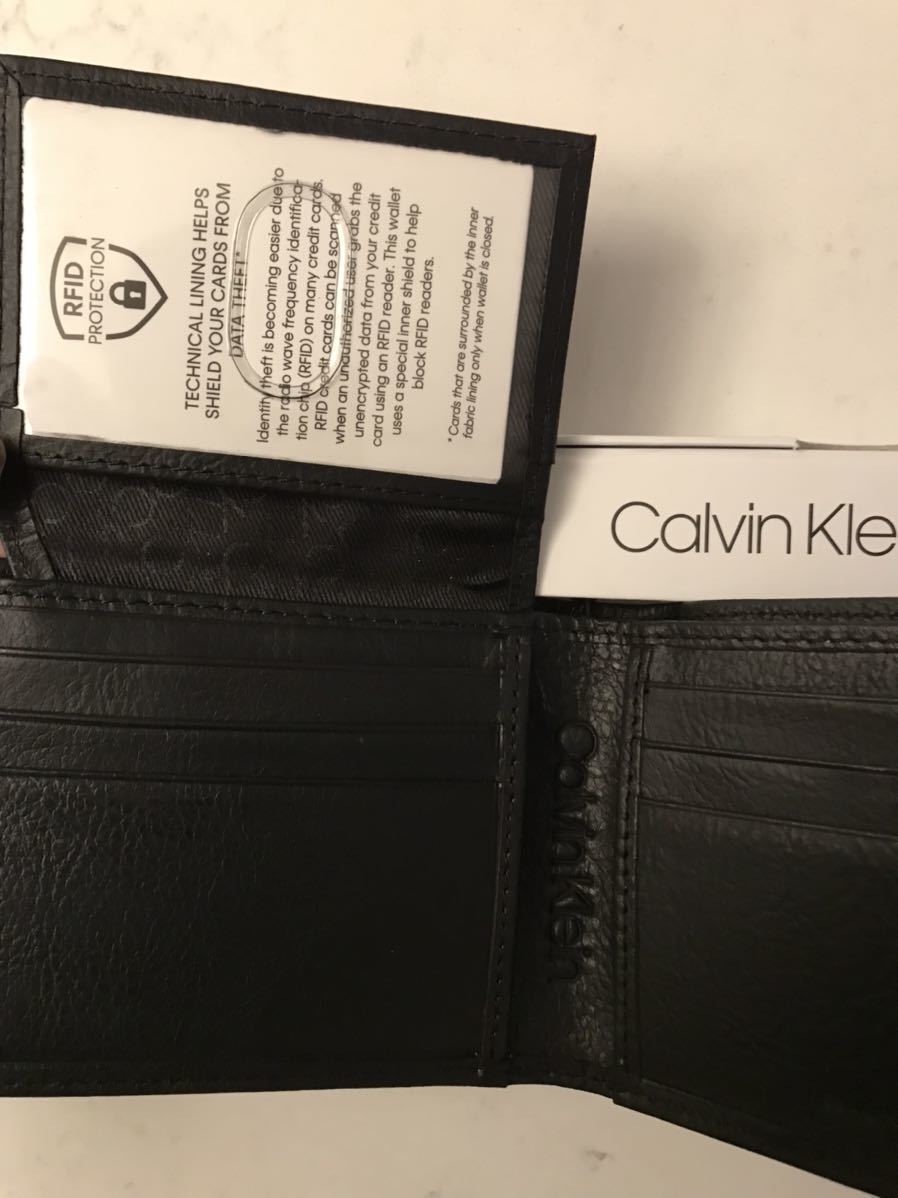 RFID
PROTECTION
TECHNICAL LINING HELPS
SHIELD YOUR CARDS FROM
DATA THEFT*
Identity theft is becoming easier due to
the radio wave frequency identifica-
tion chip (RFID) on many credit cards.
RFID credit cards can be scanned
when an unauthorized user grabs the
unencrypted data from your credit
card using an RFID reader. This wallet
uses a special inner shield to help
block RFID readers.
* Cards that are surrounded by the inner
fabric lining only when wallet is closed.
Calvin Kle
Calvin Klein